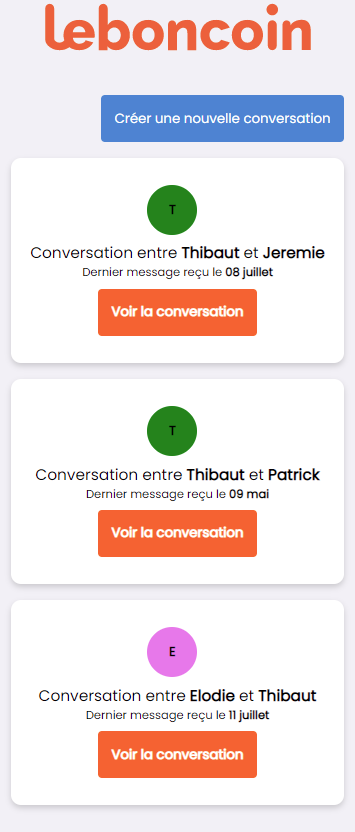 leboncoin
Créer une nouvelle conversation
T
Conversation entre Thibaut et Jeremie
Dernier message reçu le 08 juillet
Voir la conversation
T
Conversation entre Thibaut et Patrick
Dernier message reçu le 09 mai
Voir la conversation
E
Conversation entre Elodie et Thibaut
Dernier message reçu le 11 juillet
Voir la conversation